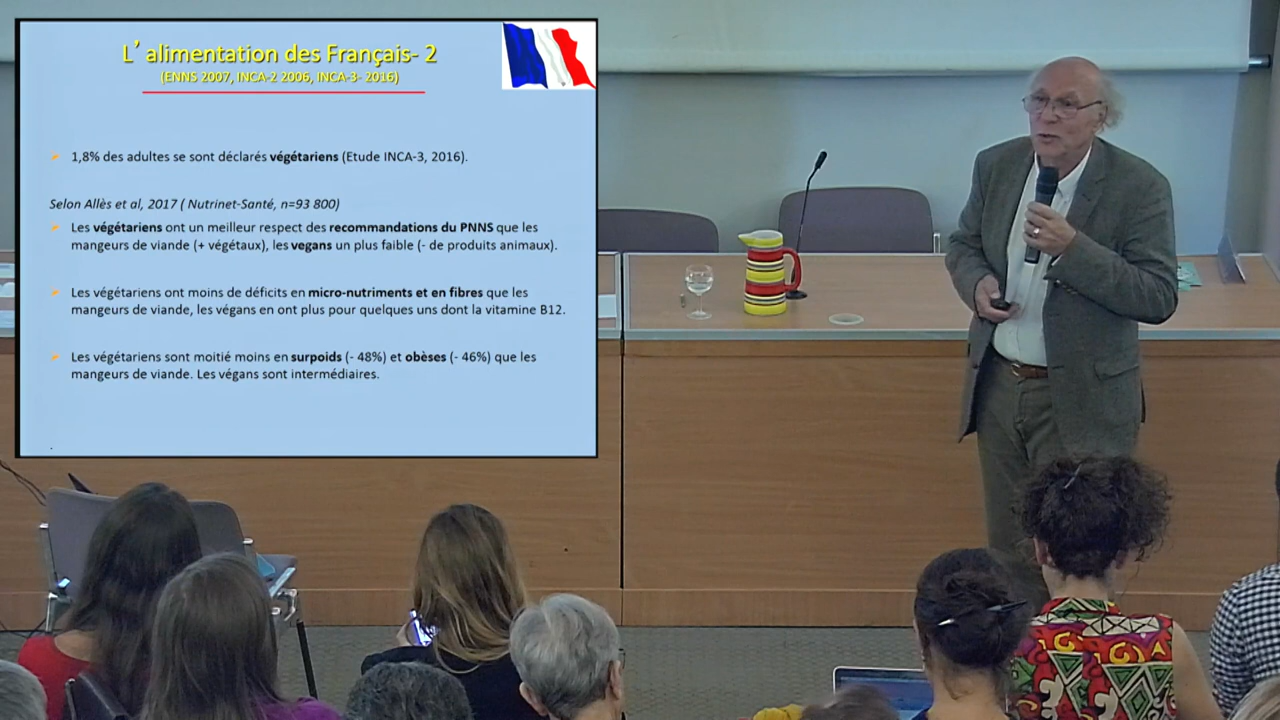 L' alimentation des Français- 2
(ENNS 2007, INCA-2 2006, INCA-3- 2016)
1,8% des adultes se sont déclarés végétariens (Etude INCA-3, 2016).
Selon Allès et al, 2017 ( Nutrinet-Santé, n=93 800)
Les végétariens ont un meilleur respect des recommandations du PNNS que les
mangeurs de viande (+ végétaux), les vegans un plus faible (- de produits animaux).
Les végétariens ont moins de déficits en micro-nutriments et en fibres que les
mangeurs de viande, les végans en ont plus pour quelques uns dont la vitamine B12.
Les végétariens sont moitié moins en surpoids (- 48%) et obèses (- 46%) que les
mangeurs de viande. Les végans sont intermédiaires.